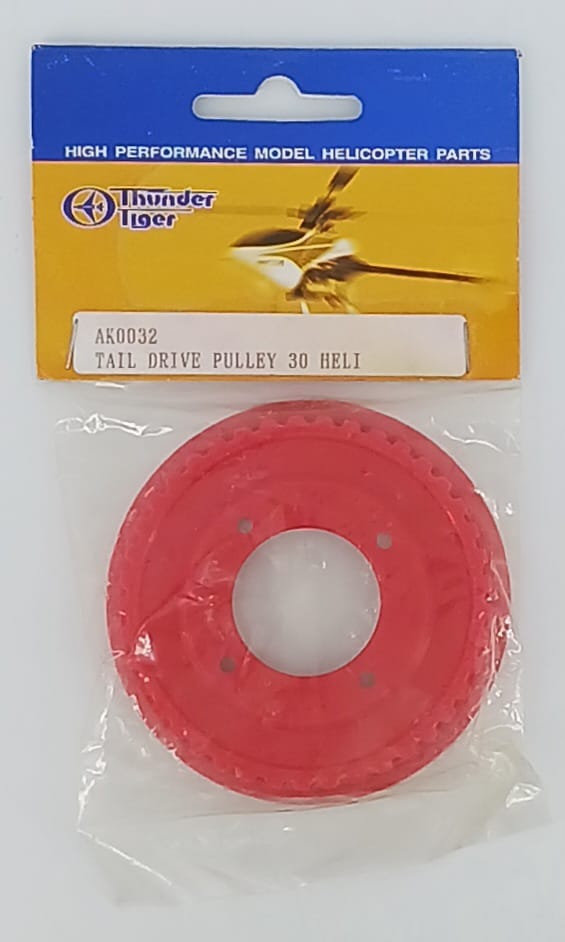 HIGH PERFORMANCE MODEL HELICOPTER PARTS
Thunder
Tiger
AK0032
TAIL DRIVE PULLEY 30 HELI